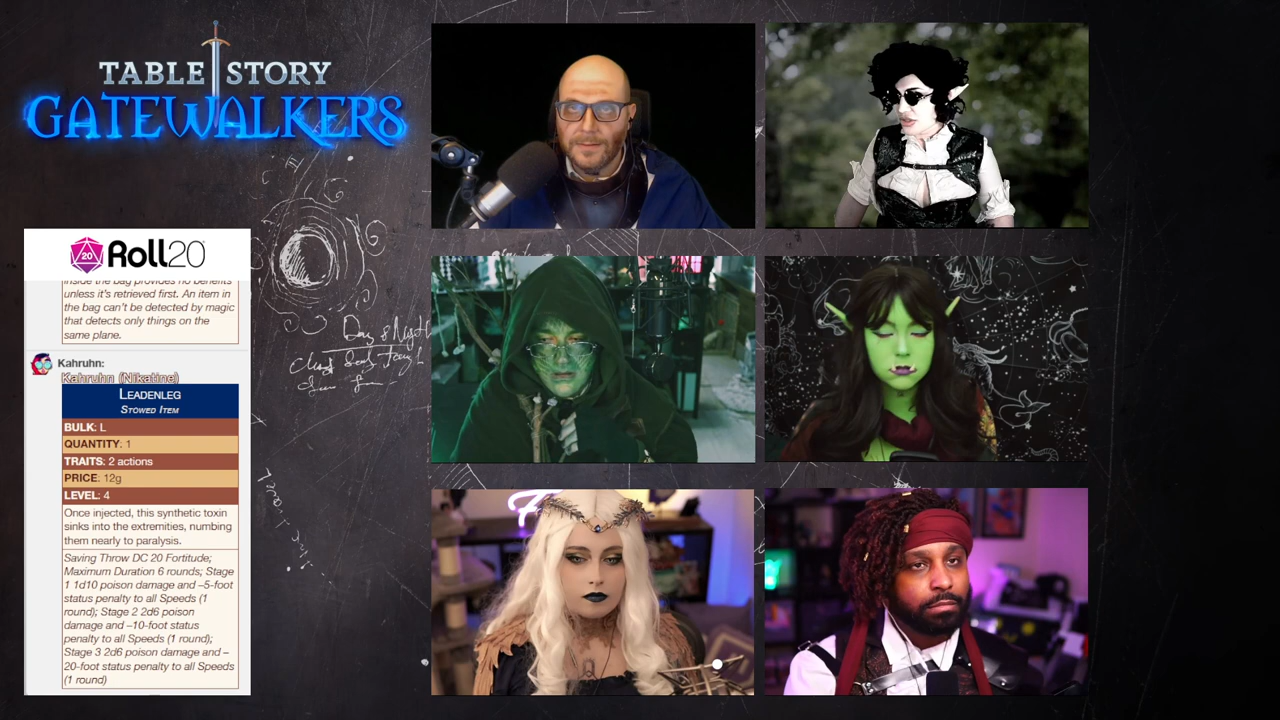 TABLE STORY
GATEWALKERS
20 Roll20
inside the bag provides no benefits
unless it's retrieved first. An item in
the bag can't be detected by magic
that detects only things on the
same plane.
Kahruhn:
Kahruhn (Nikatine)
LEADENLEG
STOWED ITEM
BULK: L
QUANTITY: 1
TRAITS: 2 actions
PRICE: 12g
LEVEL: 4
Once injected, this synthetic toxin
sinks into the extremities, numbing
them nearly to paralysis.
Saving Throw DC 20 Fortitude;
Maximum Duration 6 rounds; Stage
1 1d10 poison damage and –5-foot
status penalty to all Speeds (1
round); Stage 2 2d6 poison
damage and –10-foot status
penalty to all Speeds (1 round);
Stage 3 2d6 poison damage and –
20-foot status penalty to all Speeds
(1 round)